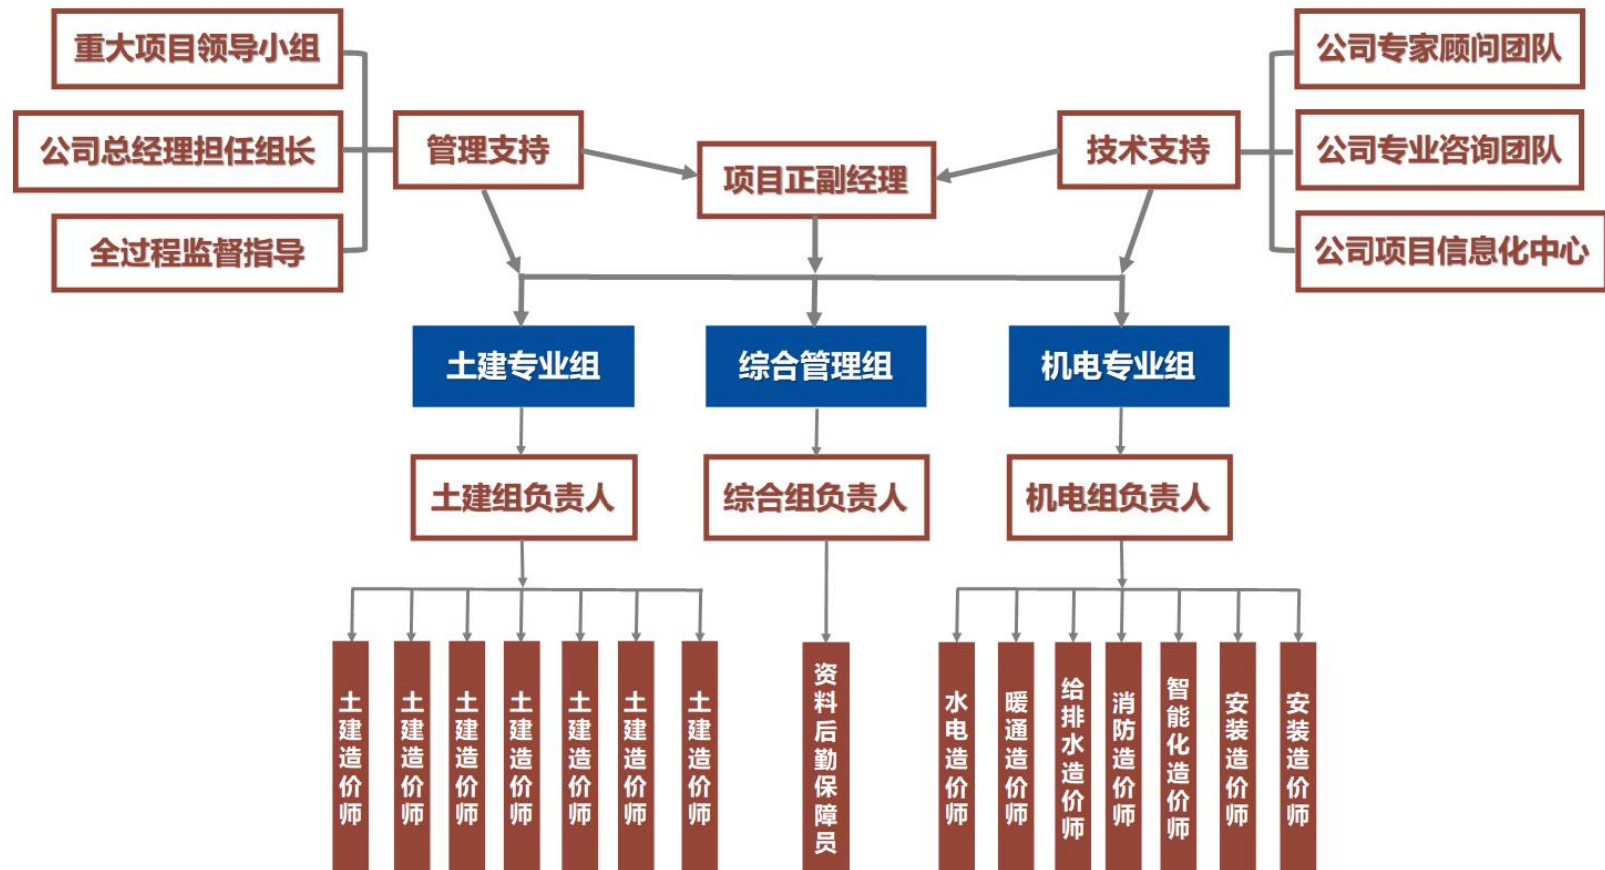 重大项目领导小组
公司专家顾问团队
公司总经理担任组长
管理支持
项目正副经理
技术支持
公司专业咨询团队
全过程监督指导
公司项目信息化中心
土建专业组
综合管理组
机电专业组
土建组负责人
综合组负责人
机电组负责人
土建造价师
土建造价师
土建造价师
土建造价师
土建造价师
土建造价师
土建造价师
资料后勤保障员
水电造价师
暖通造价师
给排水造价师
消防造价师
智能化造价师
安装造价师
安装造价师